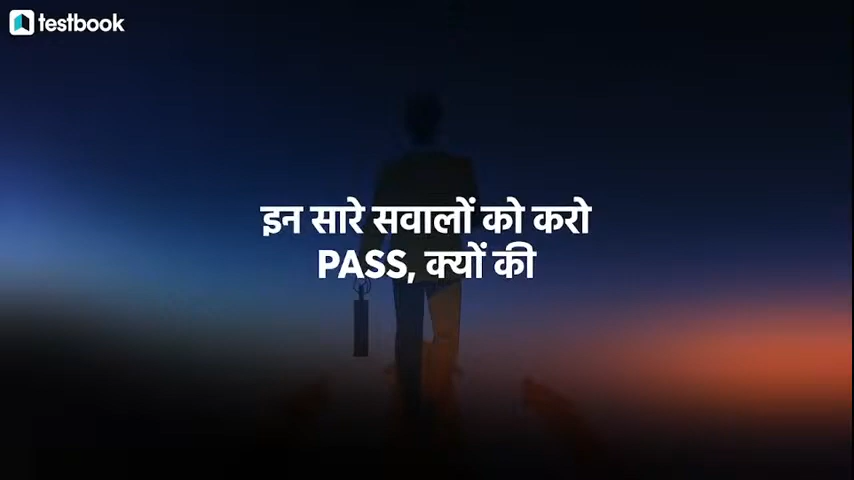 testbook
इन सारे सवालों को करो
PASS, क्यों की